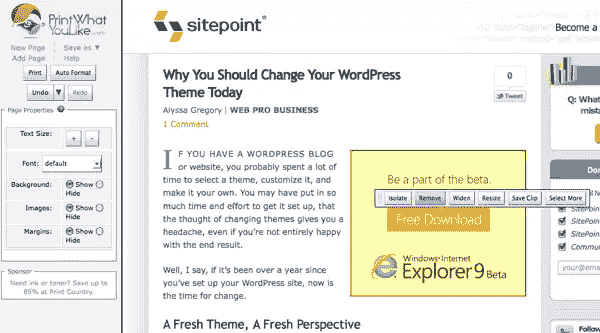 PrintWhat
YouLike.com
New Page Save as ▼
Add Page Help
Print Auto Format
Undo ▼ Redo
Page Properties
Text Size: + -
Font: default
Background: Show
Hide
Images: Show
Hide
Margins: Show
Hide
Sponsor
Need ink or toner? Save up to
85% at Print Country.
sitepoint
Become a
Why You Should Change Your WordPress
Theme Today
Alyssa Gregory | WEB PRO BUSINESS
1 Comment
0
Tweet
IF YOU HAVE A WORDPRESS BLOG
or website, you probably spent a lot of
time to select a theme, customize it, and
make it your own. You may have put in so
much time and effort to get it set up, that
the thought of changing themes gives you a
headache, even if you're not entirely happy
with the end result.
Well, I say, if it's been over a year since
you've set up your WordPress site, now is
the time for change.
A Fresh Theme, A Fresh Perspective
Be a part of the beta.
Isolate Remove Widen Resize Save Clip Select More
Free Download
Windows Internet
Explorer 9 Beta
Q: What
mista
Do
SitePo
SitePo
SitePo
Commu
your@email